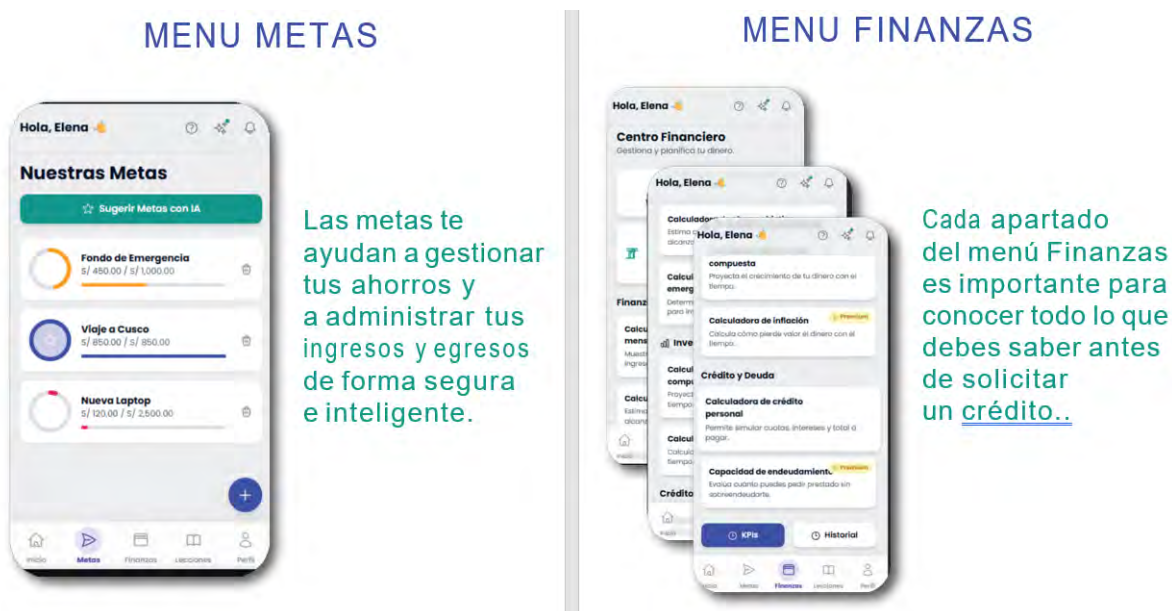 MENU METAS
Hola, Elena
Nuestras Metas
Sugerir Metas con IA
Fondo de Emergencia
S/ 450.00 / S/ 1,000.00
Viaje a Cusco
S/ 850.00 / S/ 850.00
Nueva Laptop
S/ 120.00 / S/ 2,500.00
+
Inicio
Metas
Finanzas
Lecciones
Perfil
Las metas te
ayudan a gestionar
tus ahorros y
a administrar tus
ingresos y egresos
de forma segura
e inteligente.
MENU FINANZAS
Hola, Elena
Centro Financiero
Gestiona y planifica tu dinero.
Hola, Elena
Hola, Elena
compuesta
Proyecta el crecimiento de tu dinero con el
tiempo.
Calculadora de inflación
Premium
Calcula cómo pierde valor el dinero con el
tiempo.
Crédito y Deuda
Calculadora de crédito
personal
Permite simular cuotas, intereses y total a
pagar.
Capacidad de endeudamiento
Premium
Evalúa cuánto puedes pedir prestado sin
sobreendeudarte.
KPIs
Historial
Inicio
Metas
Finanzas
Lecciones
Perfil
Cada apartado
del menú Finanzas
es importante para
conocer todo lo que
debes saber antes
de solicitar
un crédito..